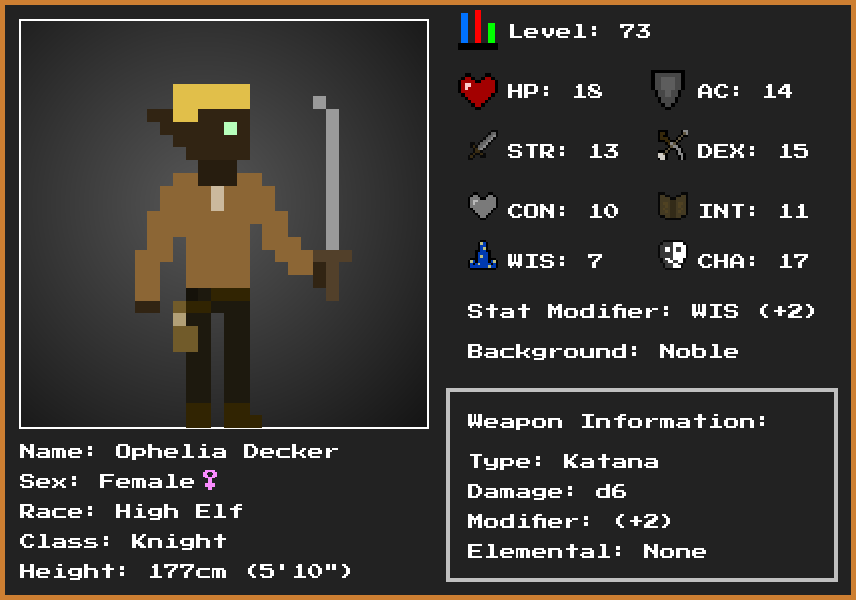 Level: 73
HP: 18
AC: 14
STR: 13
DEX: 15
CON: 10
INT: 11
WIS: 7
CHA: 17
Stat Modifier: WIS (+2)
Background: Noble
Weapon Information:
Type: Katana
Damage: d6
Modifier: (+2)
Elemental: None
Name: Ophelia Decker
Sex: Female♀
Race: High Elf
Class: Knight
Height: 177cm (5'10")